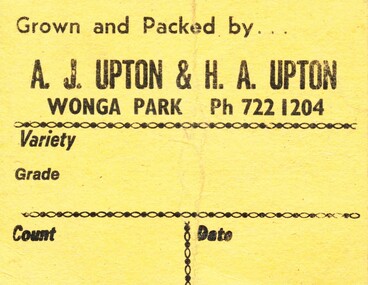 Grown and Packed by...
A. J. UPTON & H. A. UPTON
WONGA PARK Ph 722 1204
Variety
Grade
Count Date